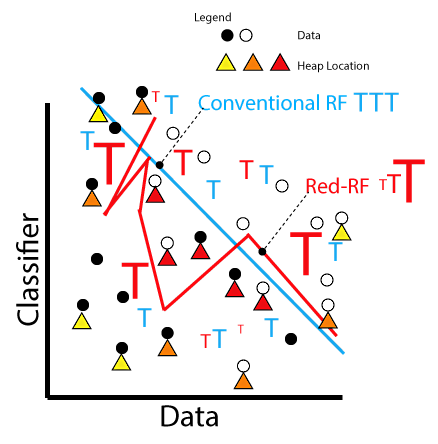 Legend
Data
Heap Location
T T
Conventional RF TTT
T T
T
T T
T
Red-RF TTT
T T
T
T
T T T T
Classifier
Data